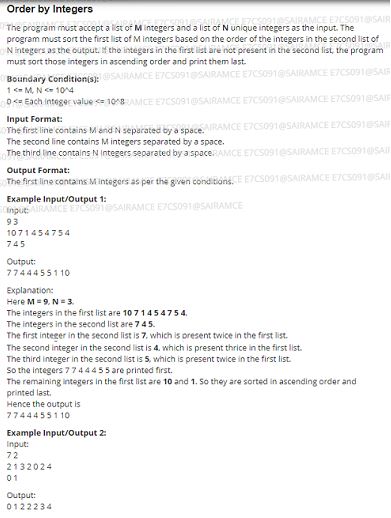 Order by Integers
The program must accept a list of M integers and a list of N unique integers as the input. The
program must sort the first list of M integers based on the order of the integers in the second list of
N integers as the output. If the integers in the first list are not present in the second list, the program
must sort those integers in ascending order and print them last.
Boundary Condition(s):
1 <= M, N <= 10^4
0 <= Each integer value <= 10^8
Input Format:
The first line contains M and N separated by a space.
The second line contains M integers separated by a space.
The third line contains N integers separated by a space.
Output Format:
The first line contains M integers as per the given conditions.
E7CS091@SAIRAMCE E7CS091@SAIRAMCE
Example Input/Output 1:
Input:
9 3
10 7 1 4 5 4 7 5 4
7 4 5
Output:
7 7 4 4 4 5 5 1 10
Explanation:
Here M = 9, N = 3.
The integers in the first list are 10 7 1 4 5 4 7 5 4.
The integers in the second list are 7 4 5.
The first integer in the second list is 7, which is present twice in the first list.
The second integer in the second list is 4, which is present thrice in the first list.
The third integer in the second list is 5, which is present twice in the first list.
So the integers 7 7 4 4 4 5 5 are printed first.
The remaining integers in the first list are 10 and 1. So they are sorted in ascending order and
printed last.
Hence the output is
7 7 4 4 4 5 5 1 10
Example Input/Output 2:
Input:
7 2
2 1 3 2 0 2 4
0 1
Output:
0 1 2 2 2 3 4